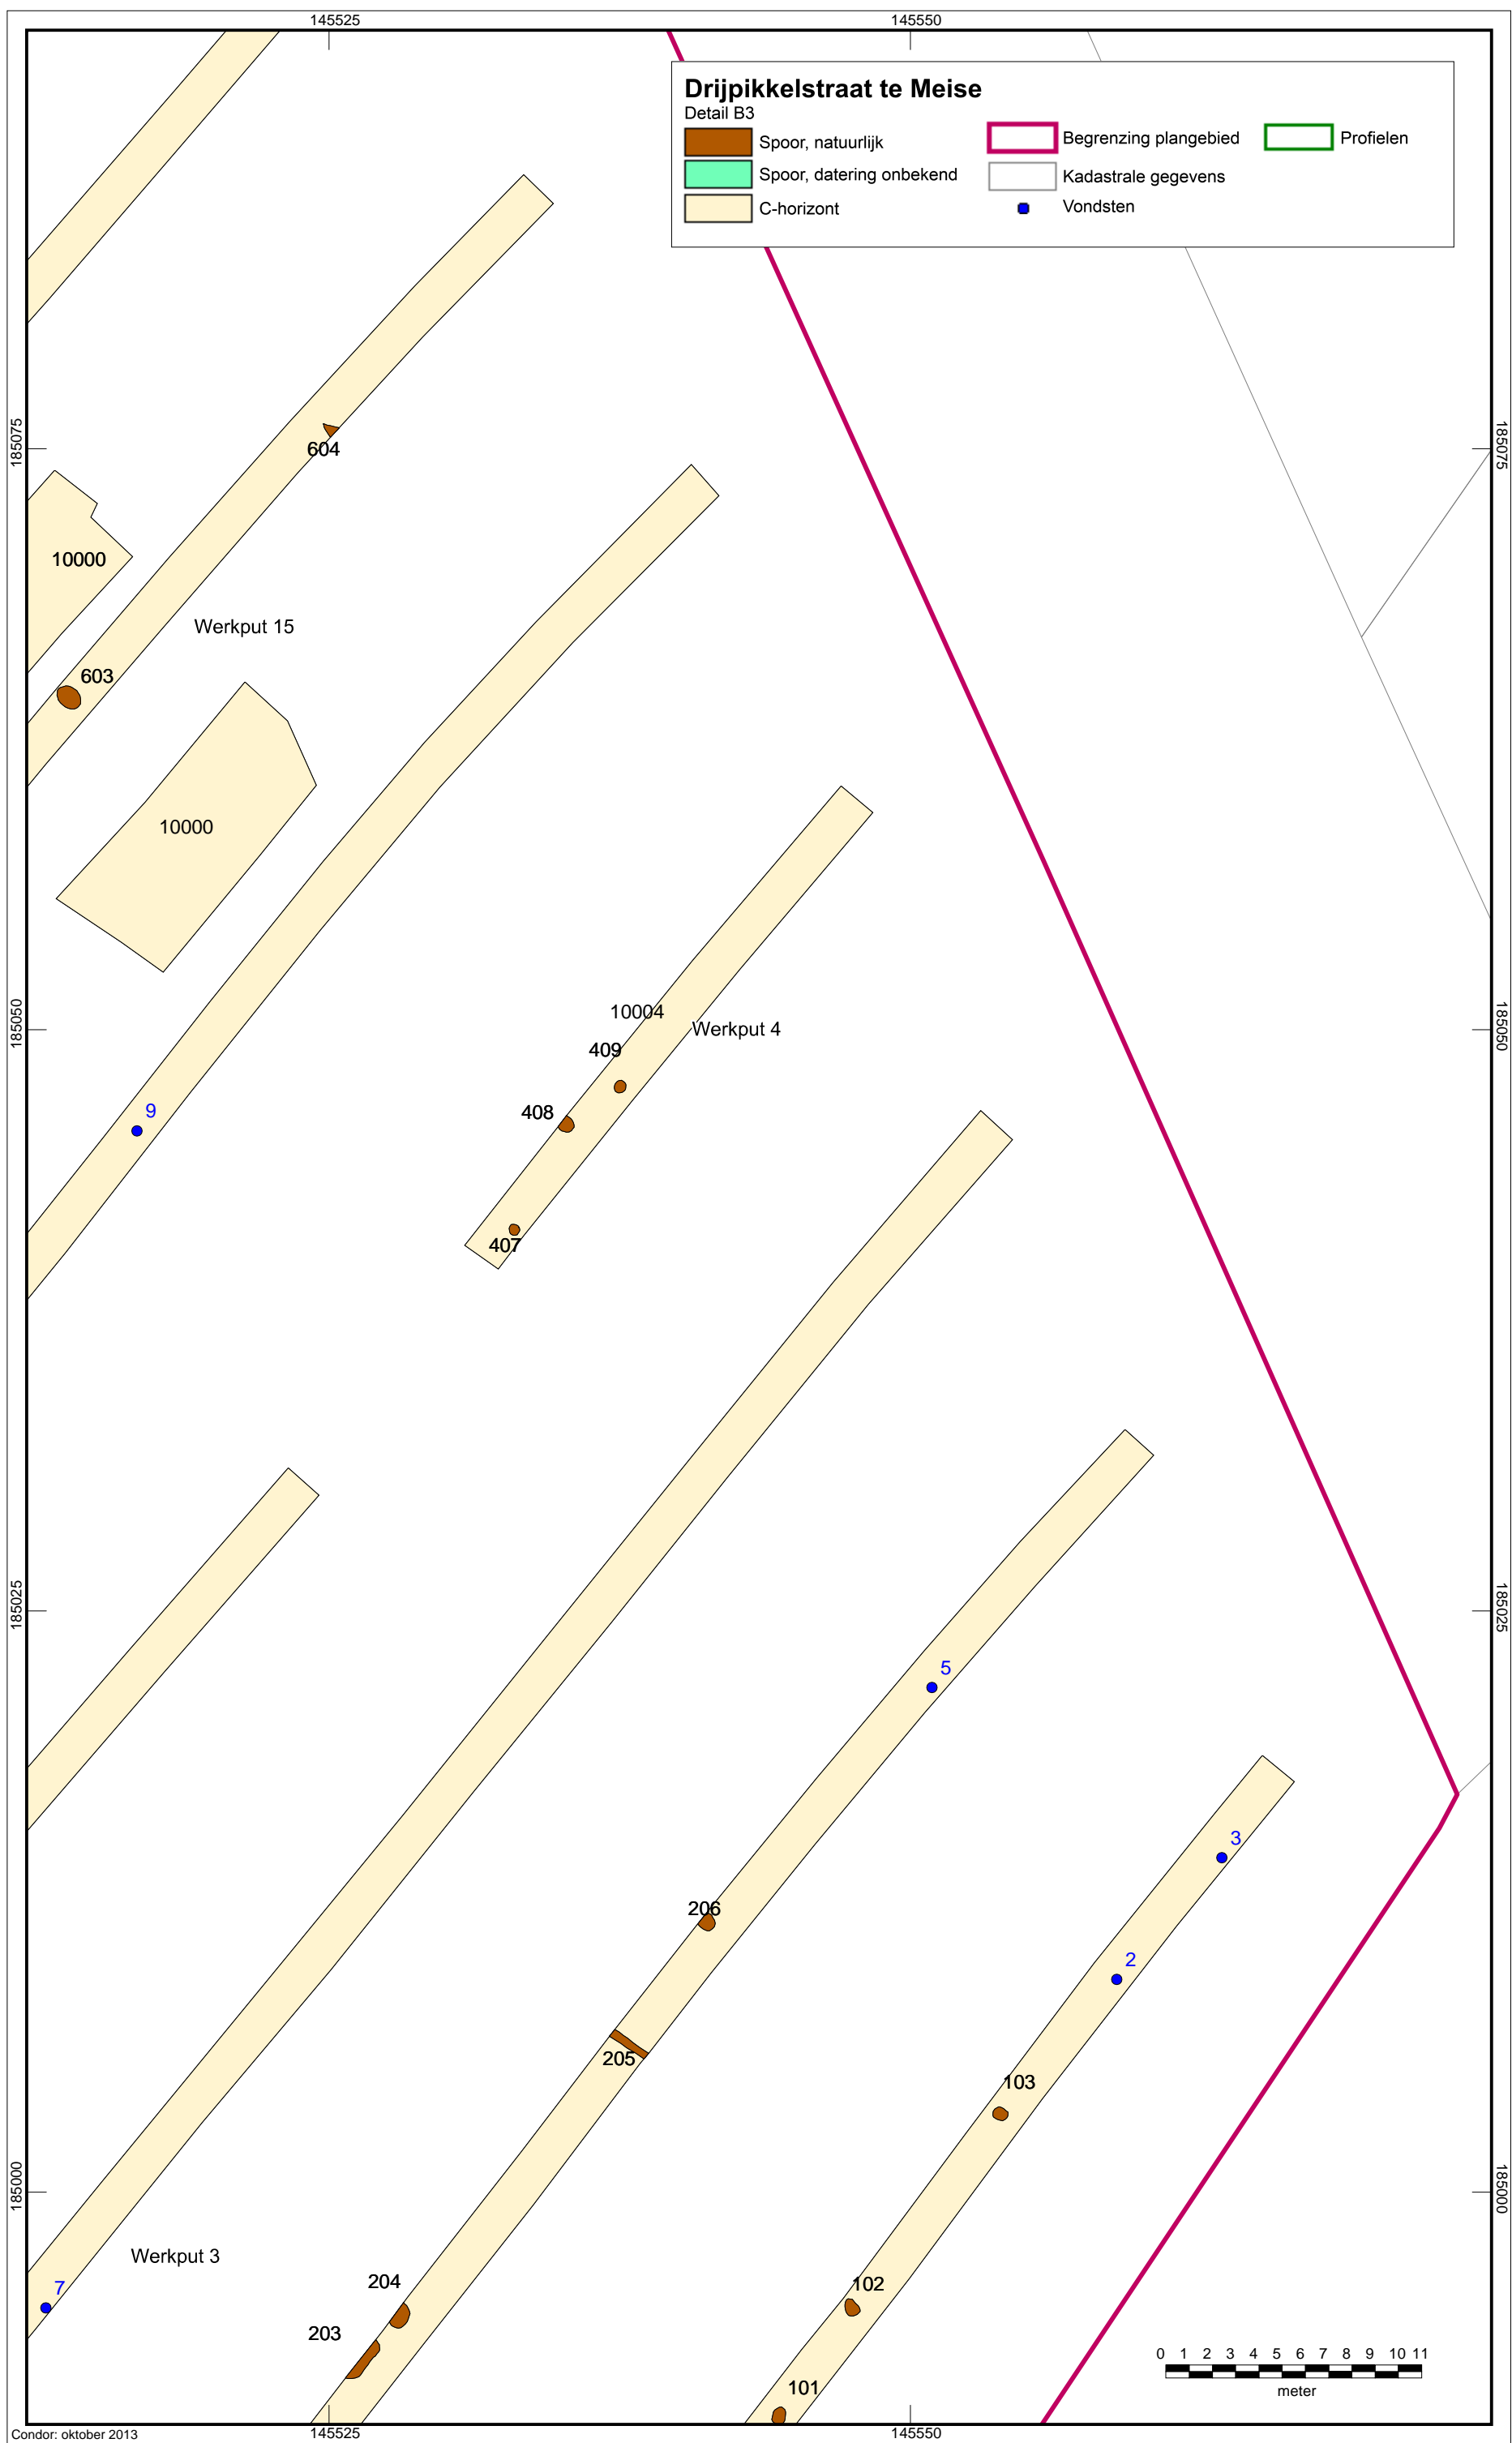 145525
145550
Drijpikkelstraat te Meise
Detail B3
Spoor, natuurlijk
Spoor, datering onbekend
C-horizont
Begrenzing plangebied
Kadastrale gegevens
Vondsten
Profielen
185075
185075
604
10000
Werkput 15
603
10000
10004
Werkput 4
185050
185050
409
408
9
407
185025
185025
5
3
206
2
205
103
185000
185000
Werkput 3
7
204
102
203
101
0 1 2 3 4 5 6 7 8 9 10 11
meter
Condor: oktober 2013
145525
145550